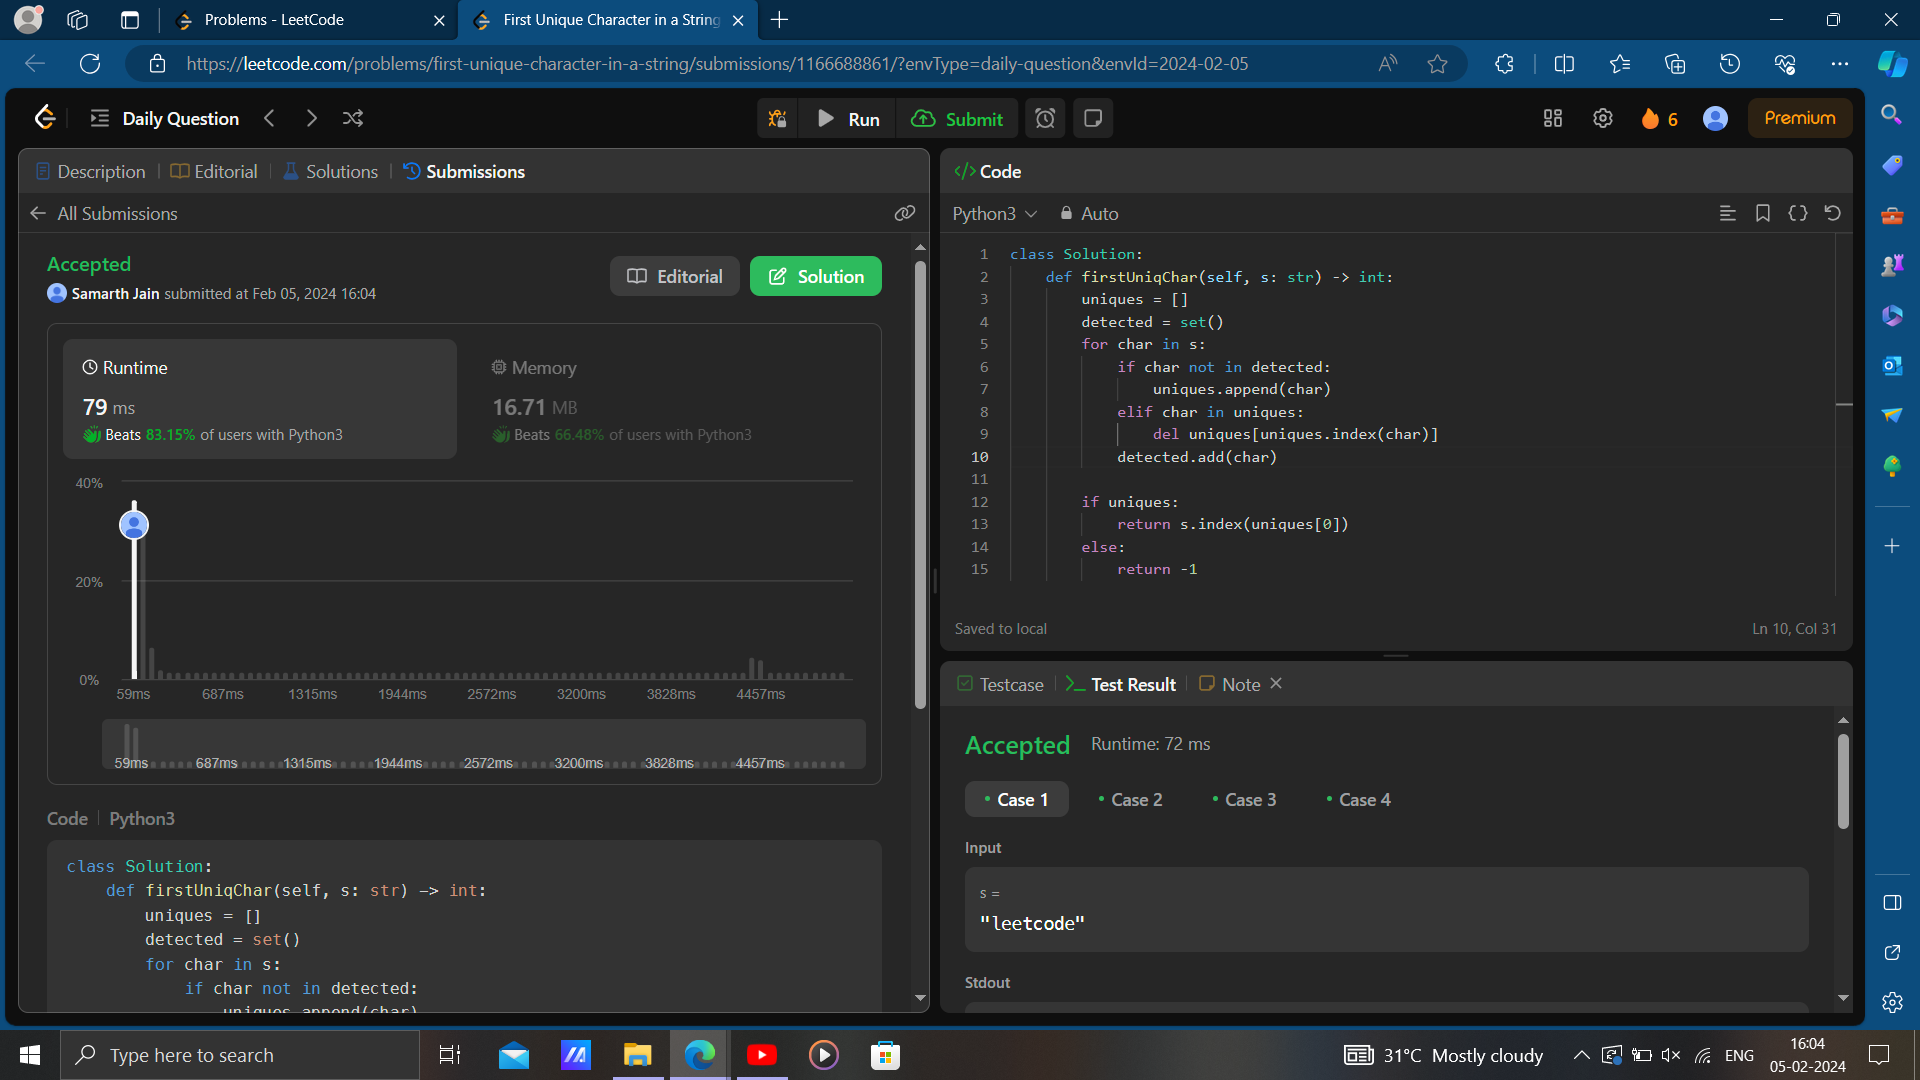 Problems - LeetCode
First Unique Character in a String
https://leetcode.com/problems/first-unique-character-in-a-string/submissions/1166688861/?envType=daily-question&envId=2024-02-05
Daily Question
Run
Submit
6
Premium
Description
Editorial
Solutions
Submissions
All Submissions
Accepted
Samarth Jain submitted at Feb 05, 2024 16:04
Editorial
Solution
Runtime
79 ms
Beats 83.15% of users with Python3
Memory
16.71 MB
Beats 66.48% of users with Python3
40%
20%
0%
59ms 687ms 1315ms 1944ms 2572ms 3200ms 3828ms 4457ms
59ms 687ms 1315ms 1944ms 2572ms 3200ms 3828ms 4457ms
Code | Python3
class Solution:
    def firstUniqChar(self, s: str) -> int:
        uniques = []
        detected = set()
        for char in s:
            if char not in detected:
                uniques.append(char)
</> Code
Python3
Auto
1 class Solution:
2     def firstUniqChar(self, s: str) -> int:
3         uniques = []
4         detected = set()
5         for char in s:
6             if char not in detected:
7                 uniques.append(char)
8             elif char in uniques:
9                 del uniques[uniques.index(char)]
10             detected.add(char)
11
12         if uniques:
13             return s.index(uniques[0])
14         else:
15             return -1
Saved to local
Ln 10, Col 31
Testcase
Test Result
Note
Accepted
Runtime: 72 ms
Case 1
Case 2
Case 3
Case 4
Input
s =
"leetcode"
Stdout
Type here to search
31°C Mostly cloudy
ENG
16:04
05-02-2024